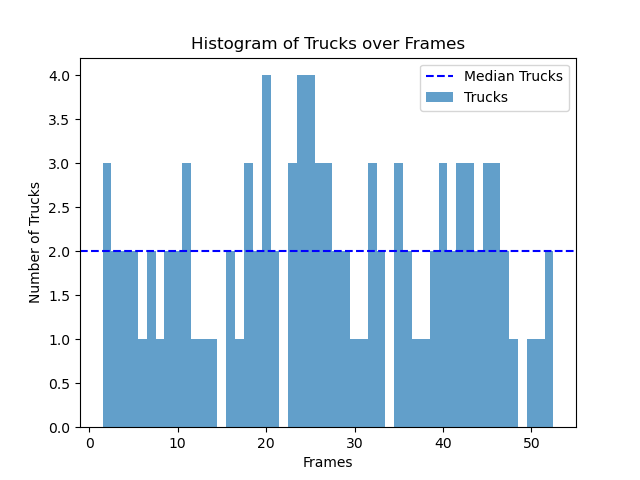 Histogram of Trucks over Frames
Median Trucks
Trucks
4.0
3.5
3.0
2.5
2.0
1.5
1.0
0.5
0.0
Number of Trucks
0 10 20 30 40 50
Frames